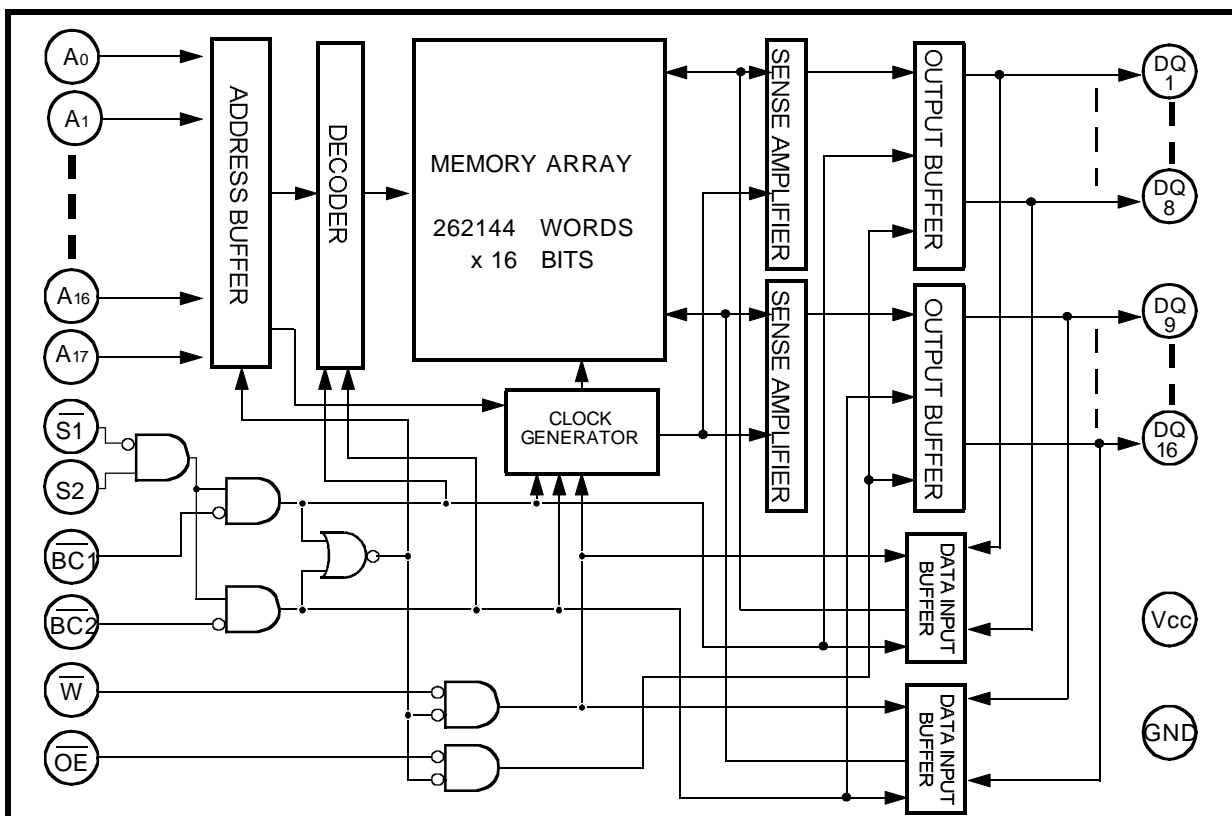 A0
A1
A16
A17
S1
S2
BC1
BC2
W
OE
ADDRESS BUFFER
DECODER
MEMORY ARRAY
262144 WORDS
x 16 BITS
CLOCK
GENERATOR
SENSE AMPLIFIER
SENSE AMPLIFIER
OUTPUT BUFFER
OUTPUT BUFFER
DATA INPUT
BUFFER
DATA INPUT
BUFFER
DQ
1
DQ
8
DQ
9
DQ
16
Vcc
GND